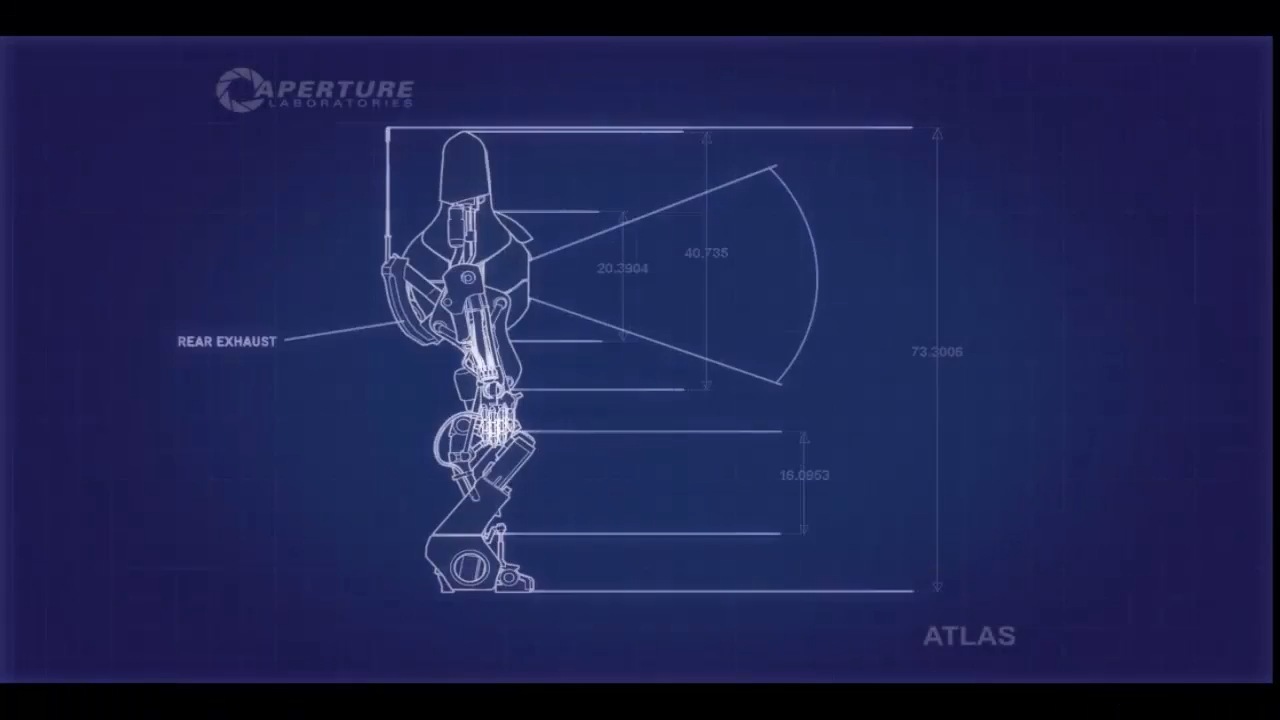 APERTURE
LABORATORIES
20.3904
40.735
REAR EXHAUST
73.3006
16.0953
ATLAS